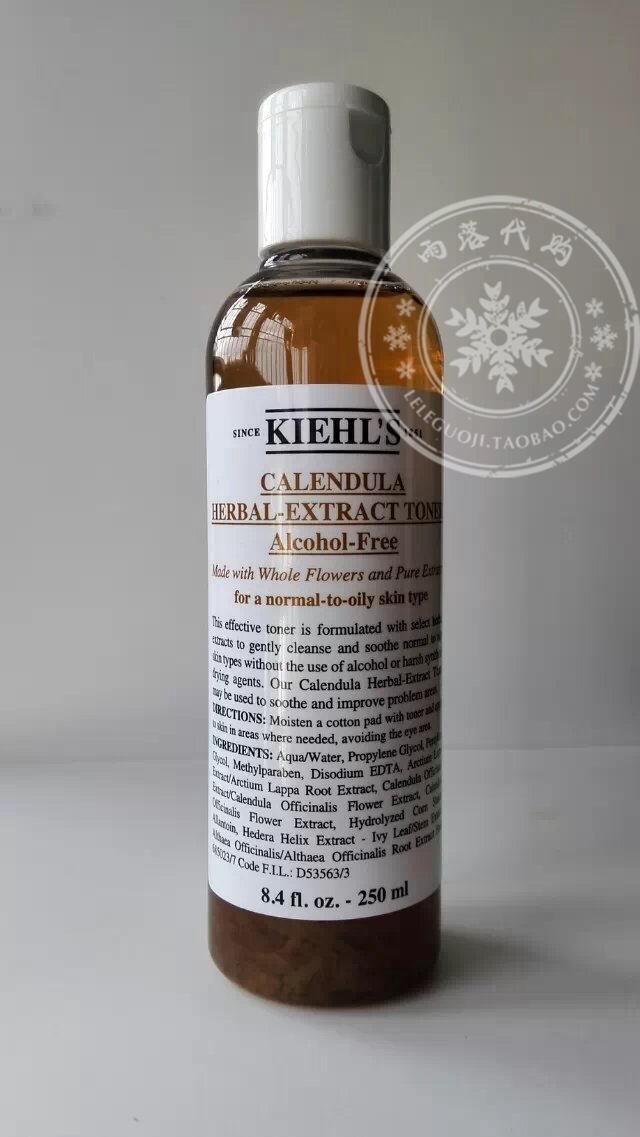 雨落代购
LELEGUOJI.TAOBAO.COM
SINCE KIEHL'S 1851
CALENDULA
HERBAL-EXTRACT TONER
Alcohol-Free
Made with Whole Flowers and Pure
for a normal-to-oily skin type
This effective toner is formulated with select
extracts to gently cleanse and soothe normal to
skin types without the use of alcohol or harsh
drying agents. Our Calendula Herbal-Extract
may be used to soothe and improve problem areas.
DIRECTIONS: Moisten a cotton pad with toner and
to skin in areas where needed, avoiding the eye area.
INGREDIENTS: Aqua/Water, Propylene Glycol,
Glycol, Methylparaben, Disodium EDTA, Arctium
Extract/Arctium Lappa Root Extract, Calendula
Extract/Calendula Officinalis Flower Extract,
Officinalis Flower Extract, Hydrolyzed Corn
Allantoin, Hedera Helix Extract - Ivy Leaf/Stem
Althaea Officinalis/Althaea Officinalis Root Extract
Code F.I.L.: D53563/3
8.4 fl. oz. - 250 ml